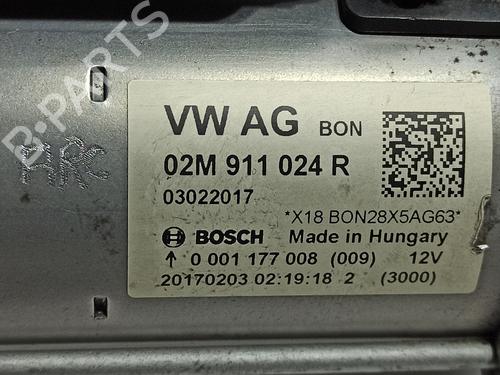 B-PARTS
VW AG BON
02M 911 024 R
03022017
*X18 BON28X5AG63*
BOSCH Made in Hungary
↑ 0 001 177 008 (009) 12V
20170203 02:19:18 2 (3000)